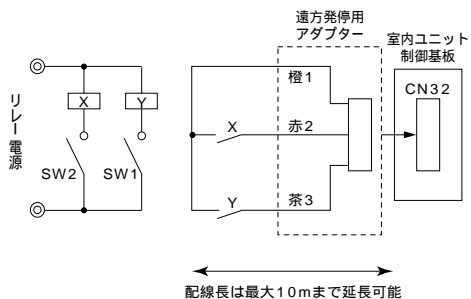 遠方発停用
アダプター
室内ユニット
制御基板
CN32
リレー電源
X
Y
SW2
SW1
橙1
X
赤2
Y
茶3
配線長は最大10mまで延長可能